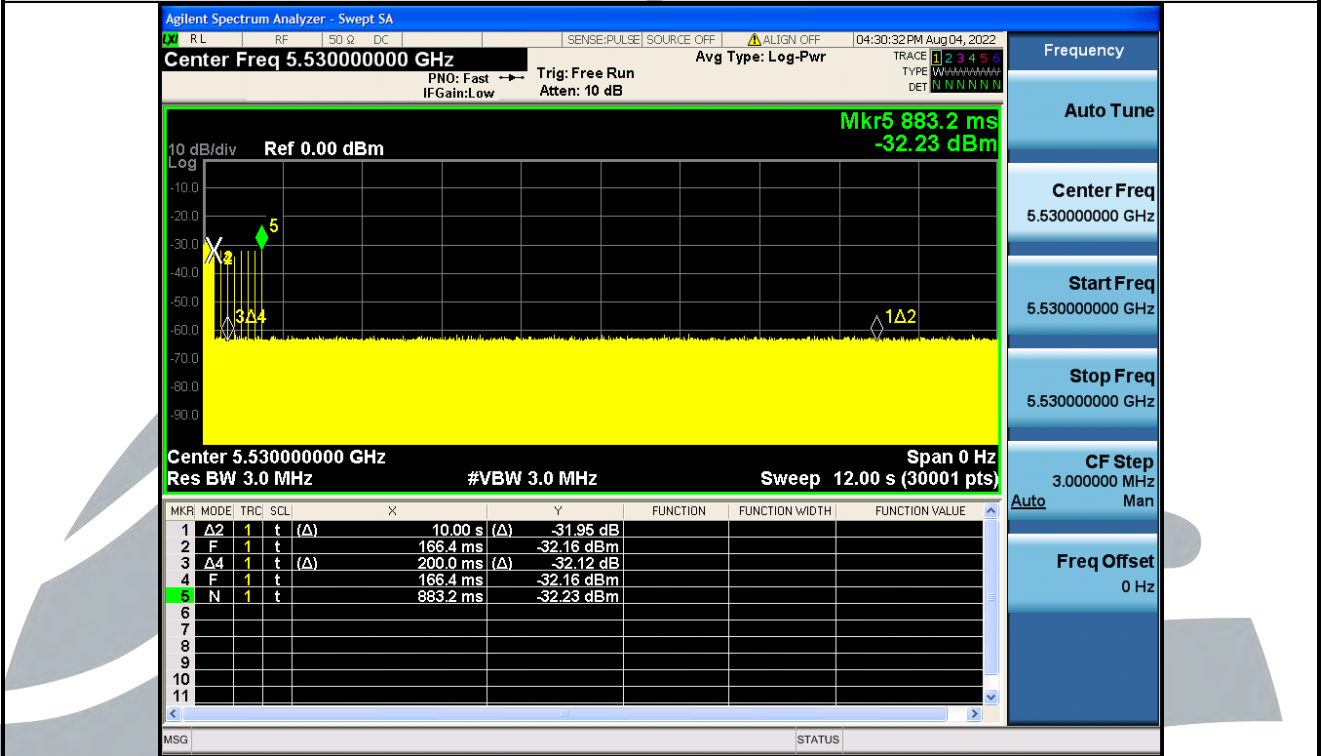 Agilent Spectrum Analyzer - Swept SA
LXI RL RF 50 Ω DC SENSE:PULSE SOURCE OFF ALIGN OFF 04:30:32 PM Aug 04, 2022
Center Freq 5.530000000 GHz
PNO: Fast
IFGain:Low
Trig: Free Run
Atten: 10 dB
Avg Type: Log-Pwr
TRACE 1 2 3 4 5 6
TYPE
DET N N N N N N
Mkr5 883.2 ms
-32.23 dBm
10 dB/div Ref 0.00 dBm
Log
-10.0
-20.0
5
-30.0
2
-40.0
-50.0
3Δ4
1Δ2
-60.0
-70.0
-80.0
-90.0
Center 5.530000000 GHz Span 0 Hz
Res BW 3.0 MHz #VBW 3.0 MHz Sweep 12.00 s (30001 pts)
MKR MODE TRC SCL X Y FUNCTION FUNCTION WIDTH FUNCTION VALUE
1 Δ2 1 t (Δ) 10.00 s (Δ) -31.95 dB
2 F 1 t 166.4 ms -32.16 dBm
3 Δ4 1 t (Δ) 200.0 ms (Δ) -32.12 dB
4 F 1 t 166.4 ms -32.16 dBm
5 N 1 t 883.2 ms -32.23 dBm
6
7
8
9
10
11
MSG STATUS
Frequency
Auto Tune
Center Freq
5.530000000 GHz
Start Freq
5.530000000 GHz
Stop Freq
5.530000000 GHz
CF Step
3.000000 MHz
Auto Man
Freq Offset
0 Hz